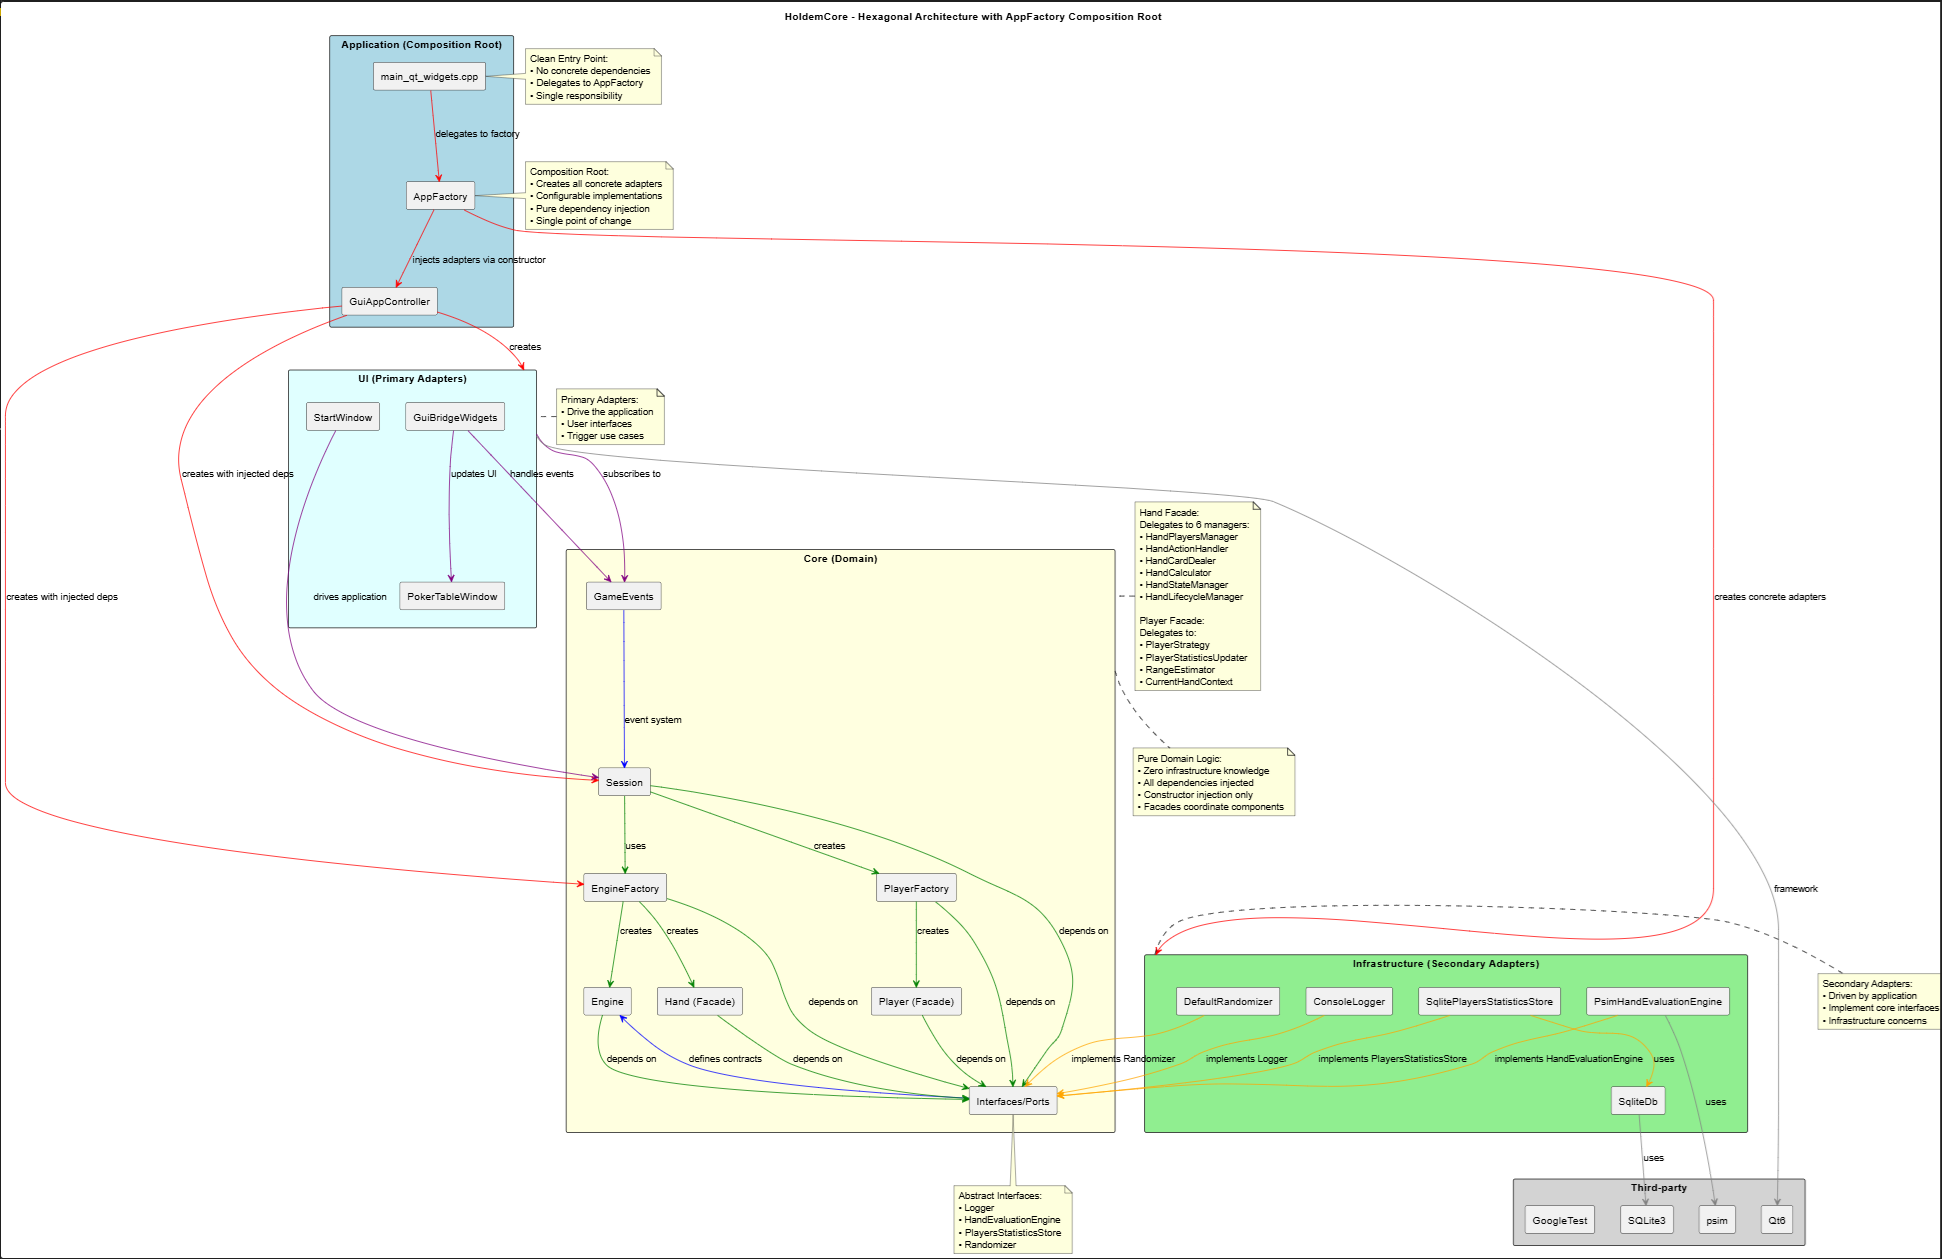 HoldemCore - Hexagonal Architecture with AppFactory Composition Root
Application (Composition Root)
main_qt_widgets.cpp
Clean Entry Point:
• No concrete dependencies
• Delegates to AppFactory
• Single responsibility
delegates to factory
AppFactory
Composition Root:
• Creates all concrete adapters
• Configurable implementations
• Pure dependency injection
• Single point of change
injects adapters via constructor
GuiAppController
creates
UI (Primary Adapters)
StartWindow
GuiBridgeWidgets
Primary Adapters:
• Drive the application
• User interfaces
• Trigger use cases
creates with injected deps
updates UI
handles events
subscribes to
Hand Facade:
Delegates to 6 managers:
• HandPlayersManager
• HandActionHandler
• HandCardDealer
• HandCalculator
• HandStateManager
• HandLifecycleManager
Player Facade:
Delegates to:
• PlayerStrategy
• PlayerStatisticsUpdater
• RangeEstimator
• CurrentHandContext
Core (Domain)
creates with injected deps
drives application
PokerTableWindow
GameEvents
creates concrete adapters
event system
Pure Domain Logic:
• Zero infrastructure knowledge
• All dependencies injected
• Constructor injection only
• Facades coordinate components
Session
uses
creates
EngineFactory
PlayerFactory
framework
creates
creates
creates
depends on
Infrastructure (Secondary Adapters)
Engine
Hand (Facade)
depends on
Player (Facade)
depends on
DefaultRandomizer
ConsoleLogger
SqlitePlayersStatisticsStore
PsimHandEvaluationEngine
Secondary Adapters:
• Driven by application
• Implement core interfaces
• Infrastructure concerns
depends on
defines contracts
depends on
depends on
implements Randomizer
implements Logger
implements PlayersStatisticsStore
implements HandEvaluationEngine
uses
Interfaces/Ports
SqliteDb
uses
uses
Abstract Interfaces:
• Logger
• HandEvaluationEngine
• PlayersStatisticsStore
• Randomizer
Third-party
GoogleTest
SQLite3
psim
Qt6